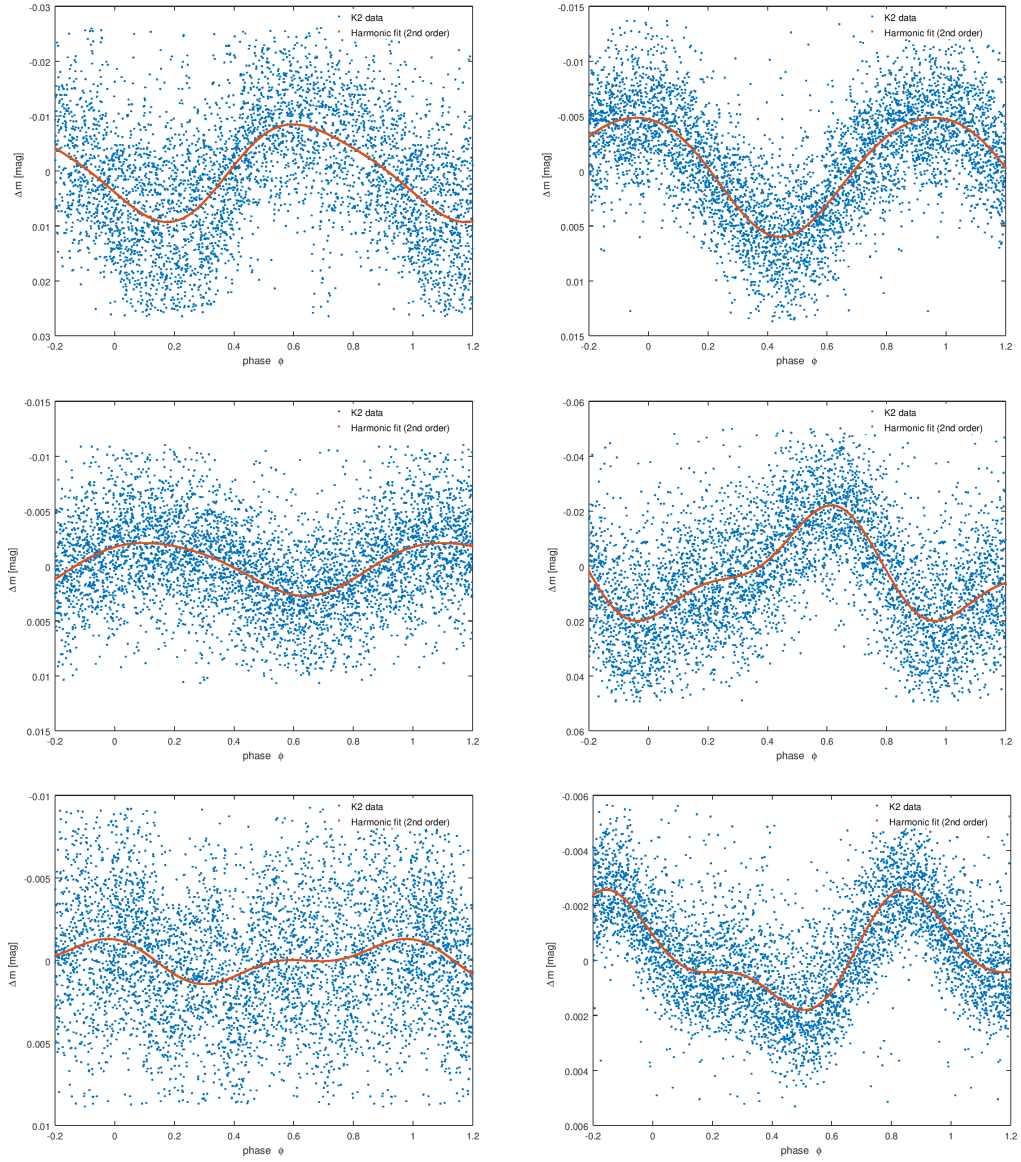 -0.03
-0.02
-0.01
0
0.01
0.02
0.03
Δm [mag]
-0.2 0 0.2 0.4 0.6 0.8 1 1.2
phase ϕ
K2 data
Harmonic fit (2nd order)
-0.015
-0.01
-0.005
0
0.005
0.01
0.015
Δm [mag]
-0.2 0 0.2 0.4 0.6 0.8 1 1.2
phase ϕ
K2 data
Harmonic fit (2nd order)
-0.015
-0.01
-0.005
0
0.005
0.01
0.015
Δm [mag]
-0.2 0 0.2 0.4 0.6 0.8 1 1.2
phase ϕ
K2 data
Harmonic fit (2nd order)
-0.06
-0.04
-0.02
0
0.02
0.04
0.06
Δm [mag]
-0.2 0 0.2 0.4 0.6 0.8 1 1.2
phase ϕ
K2 data
Harmonic fit (2nd order)
-0.01
-0.005
0
0.005
0.01
Δm [mag]
-0.2 0 0.2 0.4 0.6 0.8 1 1.2
phase ϕ
K2 data
Harmonic fit (2nd order)
-0.006
-0.004
-0.002
0
0.002
0.004
0.006
Δm [mag]
-0.2 0 0.2 0.4 0.6 0.8 1 1.2
phase ϕ
K2 data
Harmonic fit (2nd order)